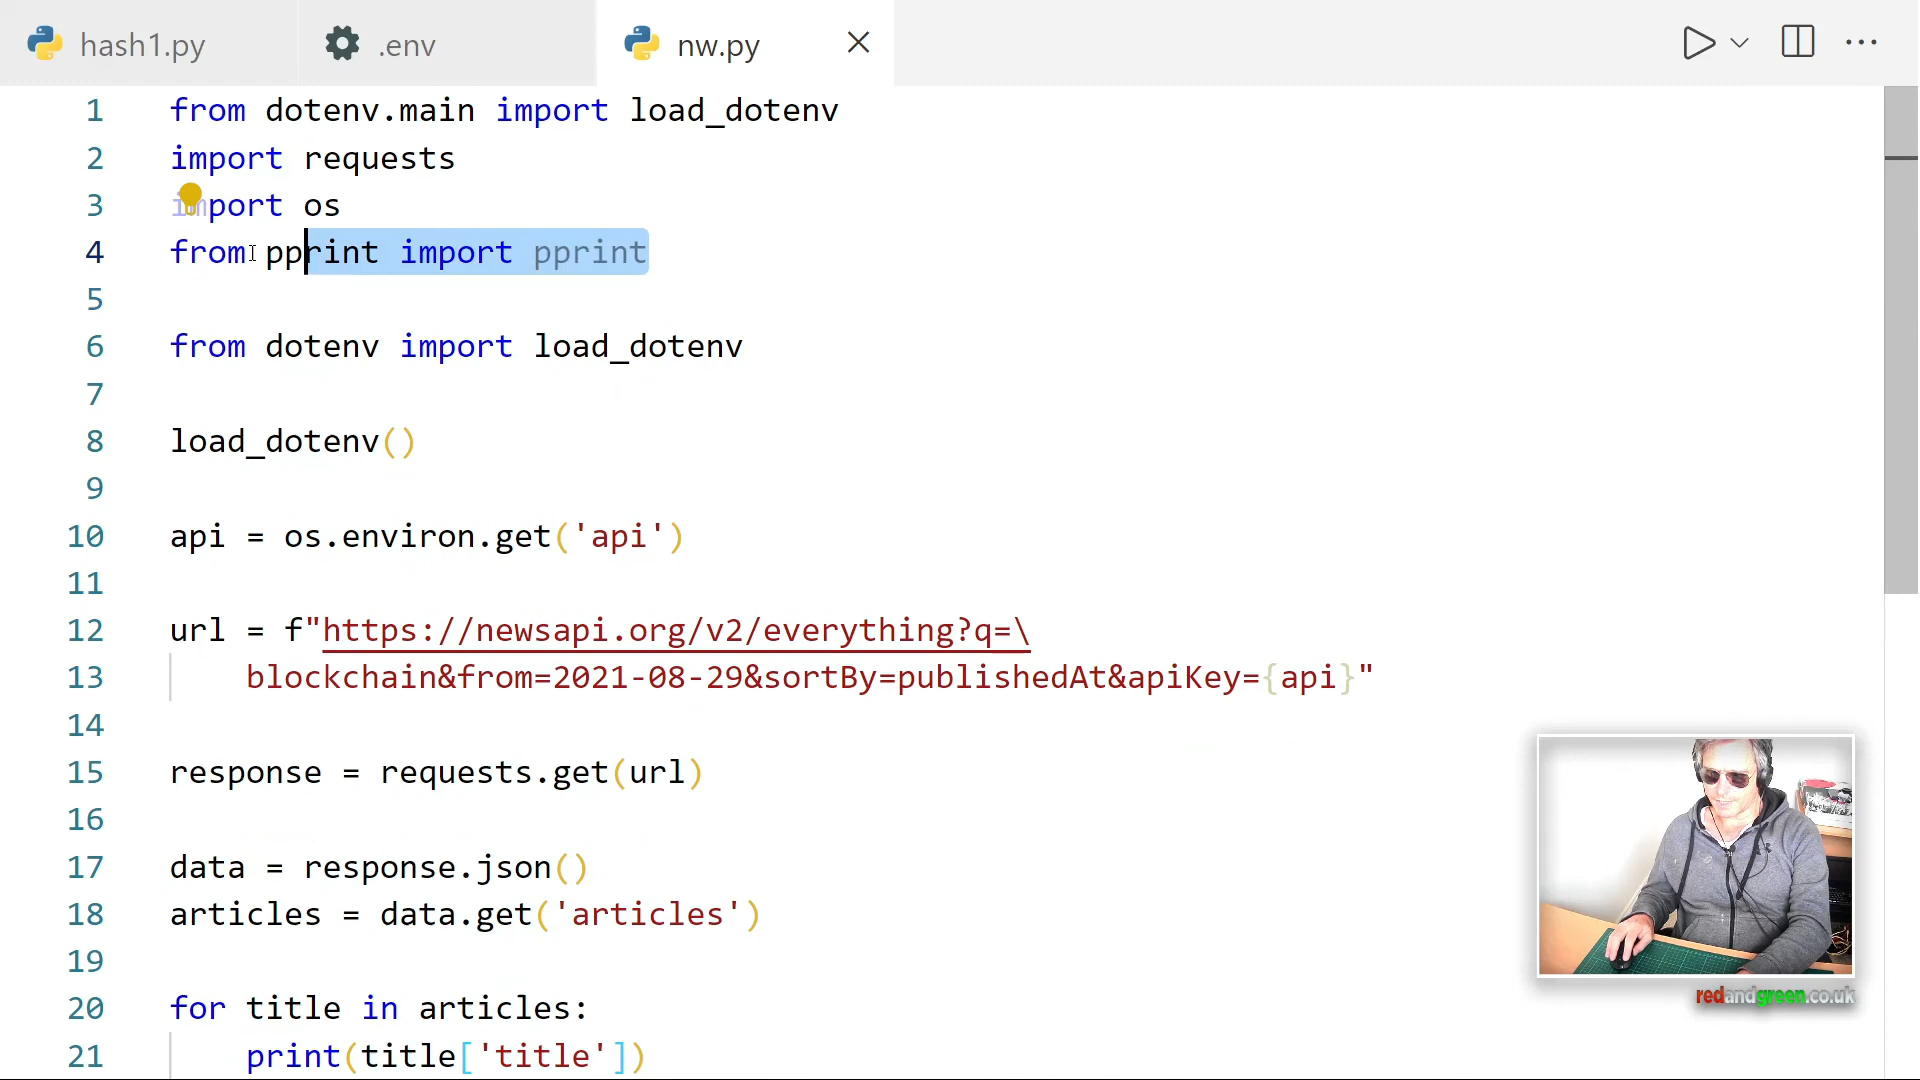 hash1.py
.env
nw.py
1 from dotenv.main import load_dotenv
2 import requests
3 import os
4 from pprint import pprint
5
6 from dotenv import load_dotenv
7
8 load_dotenv()
9
10 api = os.environ.get('api')
11
12 url = f"https://newsapi.org/v2/everything?q=\
13 blockchain&from=2021-08-29&sortBy=publishedAt&apiKey={api}"
14
15 response = requests.get(url)
16
17 data = response.json()
18 articles = data.get('articles')
19
20 for title in articles:
21 print(title['title'])
redandgreen.co.uk